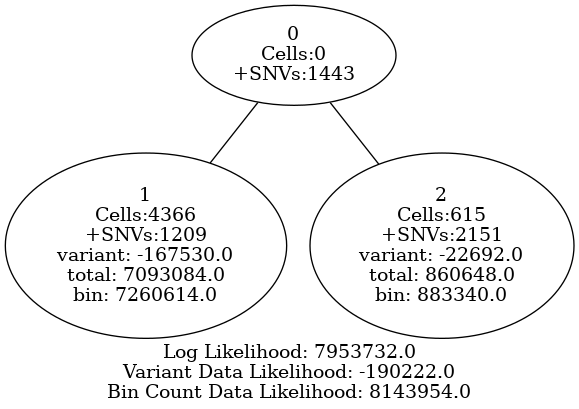 0
Cells:0
+SNVs:1443
1
Cells:4366
+SNVs:1209
variant: -167530.0
total: 7093084.0
bin: 7260614.0
2
Cells:615
+SNVs:2151
variant: -22692.0
total: 860648.0
bin: 883340.0
Log Likelihood: 7953732.0
Variant Data Likelihood: -190222.0
Bin Count Data Likelihood: 8143954.0